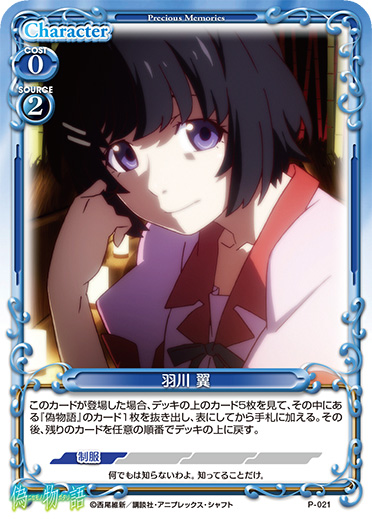 Precious Memories
Character
COST
0
SOURCE
2
羽川 翼
このカードが登場した場合、デッキの上のカード5枚を見て、その中にあ
る『偽物語』のカード1枚を抜き出し、表にしてから手札に加える。その
後、残りのカードを任意の順番でデッキの上に戻す。
制服
何でもは知らないわよ。知ってることだけ。
偽物語
©西尾維新／講談社・アニプレックス・シャフト
P-021